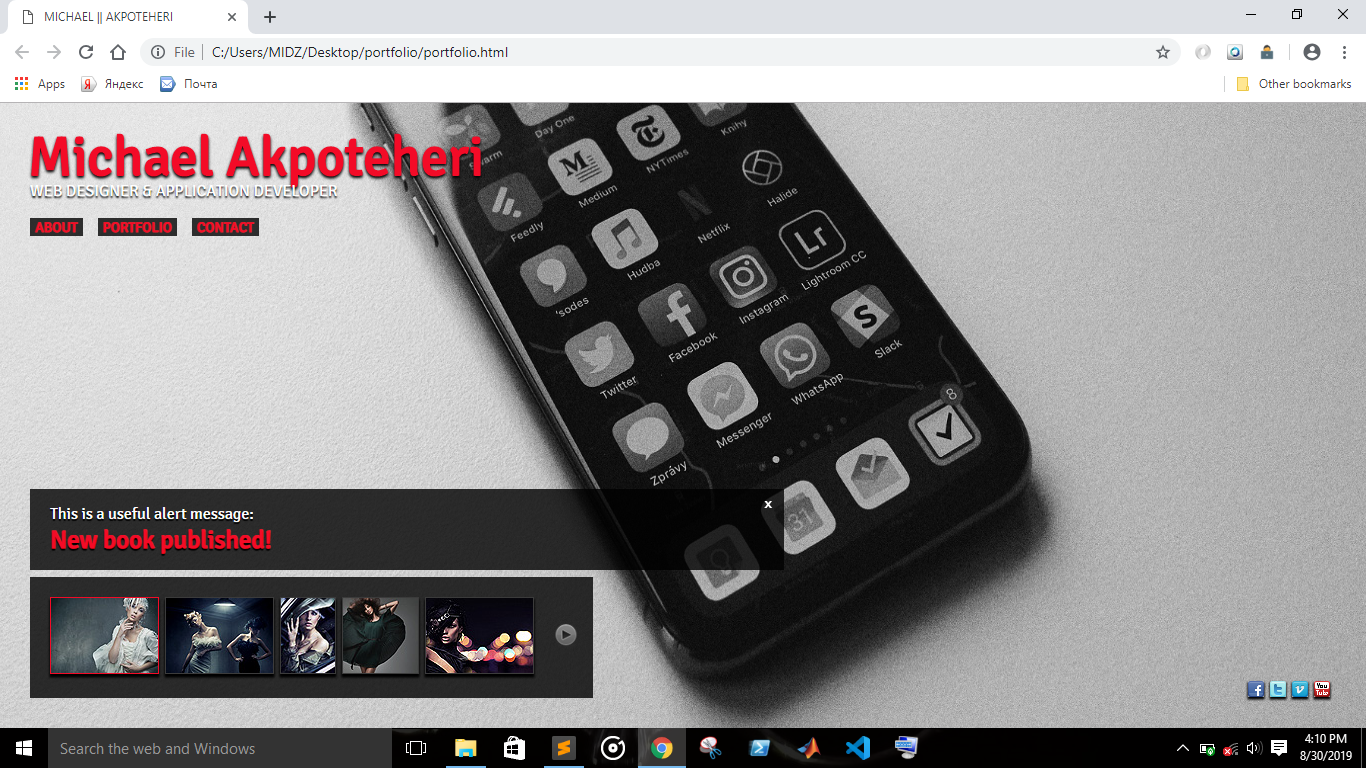 MICHAEL || AKPOTEHERI
File
C:/Users/MIDZ/Desktop/portfolio/portfolio.html
Apps
Яндекс
Почта
Other bookmarks
Michael Akpoteheri
WEB DESIGNER & APPLICATION DEVELOPER
ABOUT
PORTFOLIO
CONTACT
Swarm
Day One
Knihy
Feedly
Medium
NYTimes
'sodes
Hudba
Netflix
Halide
Twitter
Facebook
Instagram
Lr
Lightroom CC
Zprávy
Messenger
WhatsApp
S
Slack
8
31
This is a useful alert message:
x
New book published!
You
Tube
Search the web and Windows
4:10 PM
8/30/2019